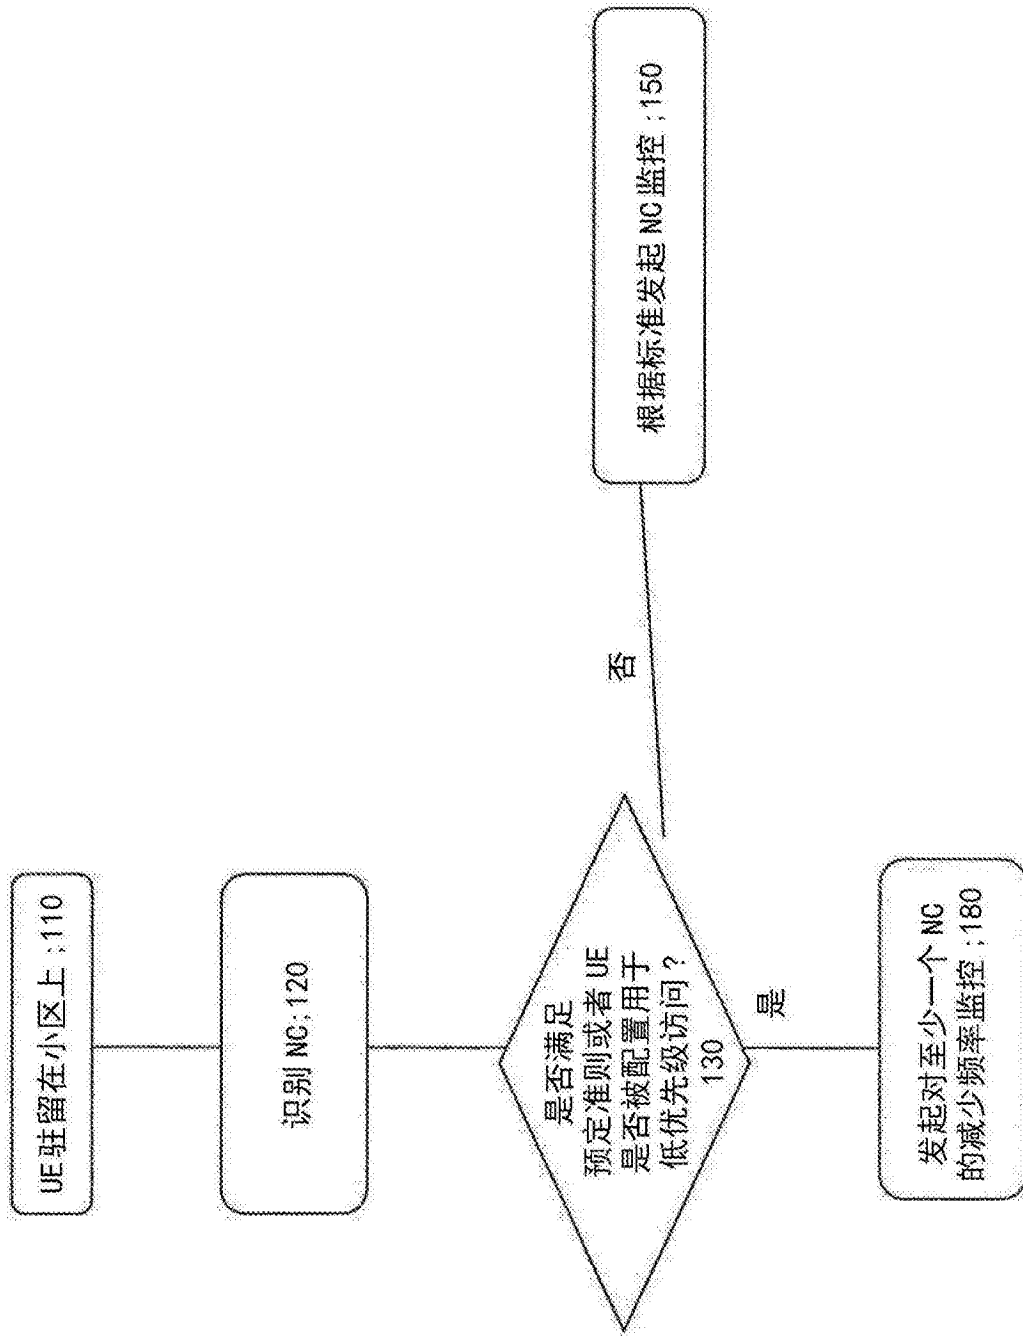 UE驻留在小区上;110
识别 NC;120
是否满足
预定准则或者 UE
是否被配置用于
低优先级访问?
130
否
根据标准发起 NC监控;150
是
发起对至少一个 NC
的减少频率监控;180